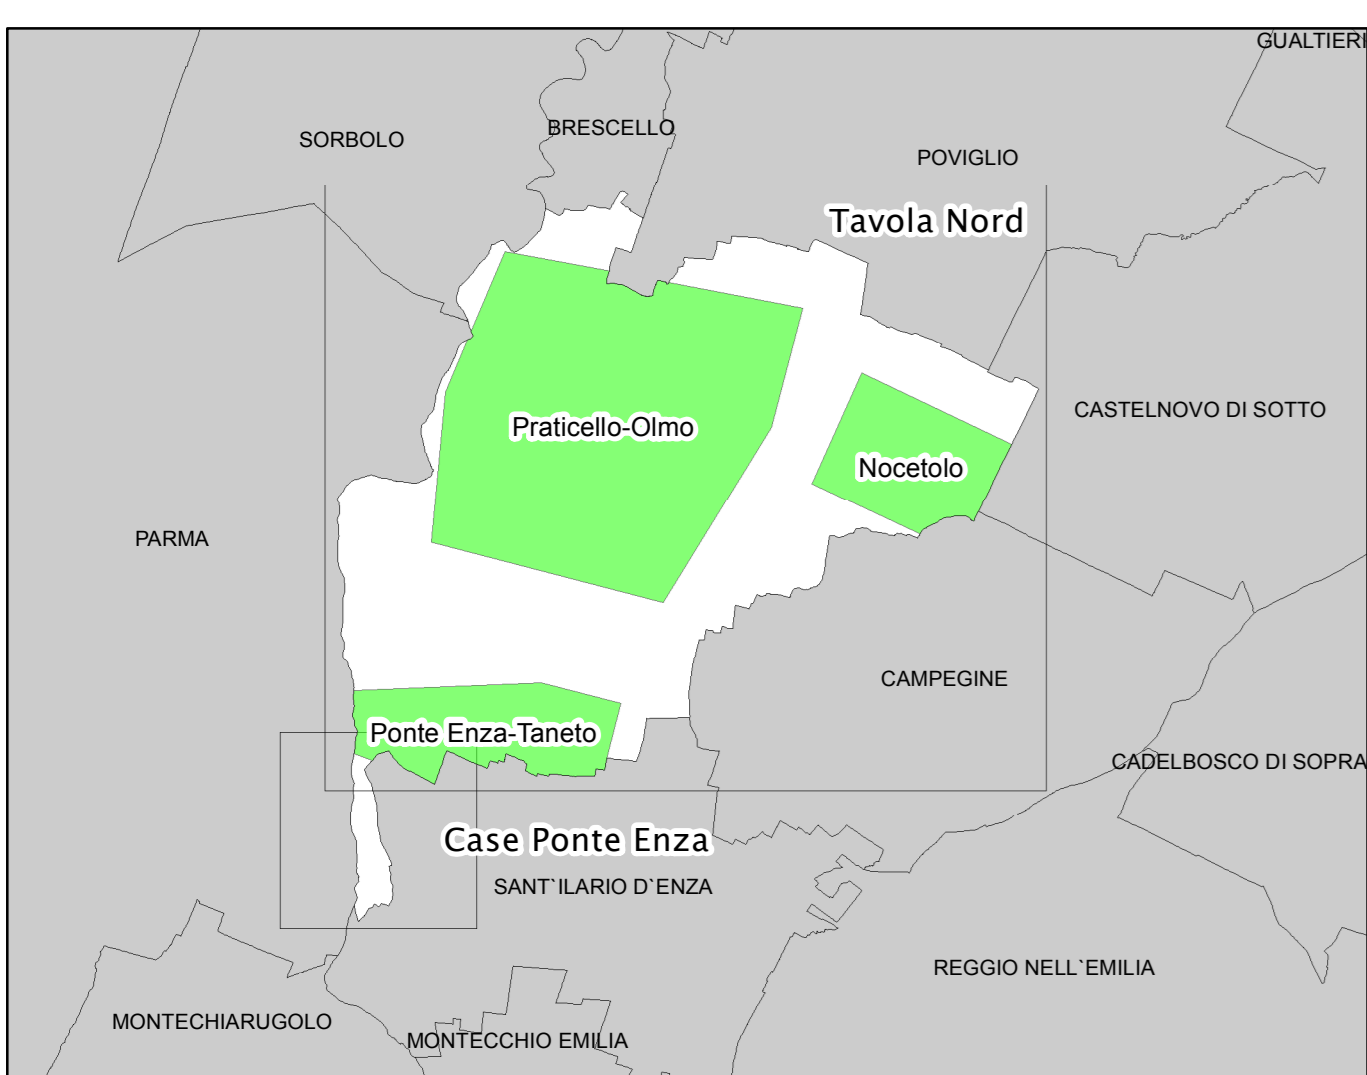 GUALTIERI
BRESCELLO
SORBOLO
POVIGLIO
Tavola Nord
CASTELNOVO DI SOTTO
Praticello-Olmo
Nocetolo
PARMA
CAMPEGINE
Ponte Enza-Taneto
CADELBOSCO DI SOPRA
Case Ponte Enza
SANT`ILARIO D`ENZA
REGGIO NELL`EMILIA
MONTECHIARUGOLO
MONTECCHIO EMILIA